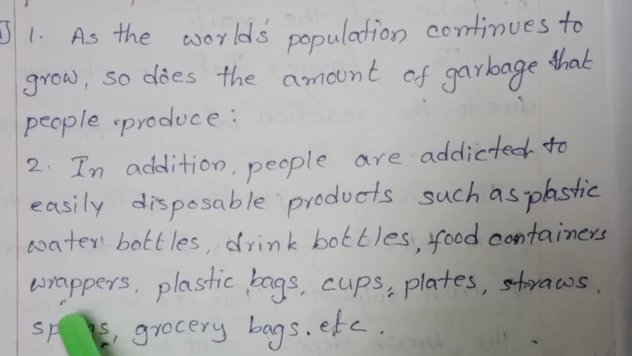 1. As the world's population continues to
grow, so does the amount of garbage that
people produce:
2. In addition, people are addicted to
easily disposable products such as plastic
water bottles, drink bottles, food containers
wrappers, plastic bags, cups, plates, straws,
grocery bags. etc.